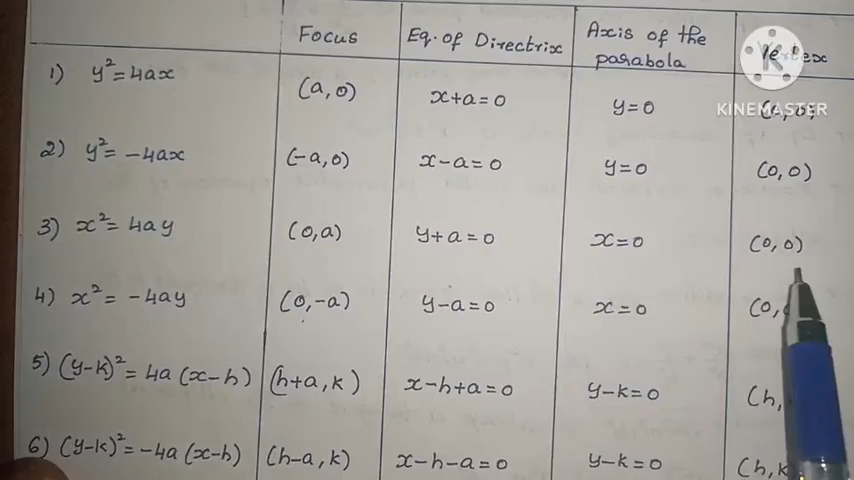 Focus Eq. of Directrix Axis of the parabola Vertex
KINEMASTER
1) y² = 4ax (a, 0) x+a = 0 y = 0
2) y² = -4ax (-a, 0) x-a = 0 y = 0 (0, 0)
3) x² = 4ay (0, a) y+a = 0 x = 0 (0, 0)
4) x² = -4ay (0, -a) y-a = 0 x = 0 (0,
5) (y-k)² = 4a (x-h) (h+a, k) x-h+a = 0 y-k = 0 (h,
6) (y-k)² = -4a (x-h) (h-a, k) x-h-a = 0 y-k = 0 (h, k